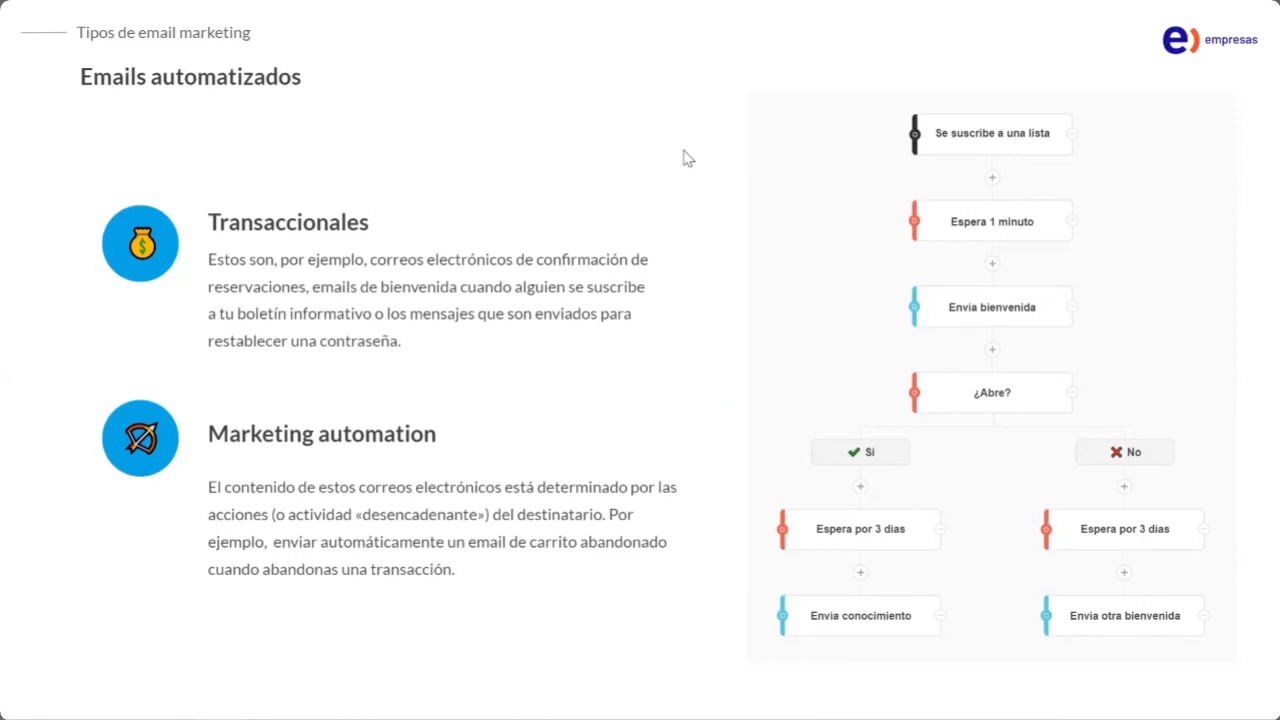 Tipos de email marketing
e) empresas
Emails automatizados
Transaccionales
Estos son, por ejemplo, correos electrónicos de confirmación de
reservaciones, emails de bienvenida cuando alguien se suscribe
a tu boletín informativo o los mensajes que son enviados para
restablecer una contraseña.
Marketing automation
El contenido de estos correos electrónicos está determinado por las
acciones (o actividad «desencadenante») del destinatario. Por
ejemplo, enviar automáticamente un email de carrito abandonado
cuando abandonas una transacción.
Se suscribe a una lista
Espera 1 minuto
Envia bienvenida
¿Abre?
Si
No
Espera por 3 dias
Espera por 3 dias
Envia conocimiento
Envia otra bienvenida